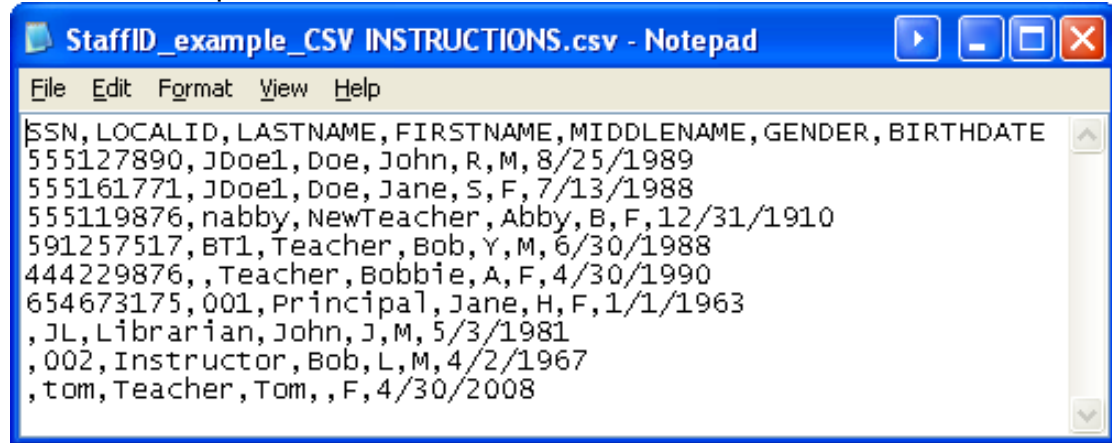 StaffID_example_CSV INSTRUCTIONS.csv - Notepad
File Edit Format View Help
SSN,LOCALID,LASTNAME,FIRSTNAME,MIDDLENAME,GENDER,BIRTHDATE
555127890,JDoe1,Doe,John,R,M,8/25/1989
555161771,JDoe1,Doe,Jane,S,F,7/13/1988
555119876,nabby,NewTeacher,Abby,B,F,12/31/1910
591257517,BT1,Teacher,Bob,Y,M,6/30/1988
444229876,,Teacher,Bobbie,A,F,4/30/1990
654673175,001,Principal,Jane,H,F,1/1/1963
,JL,Librarian,John,J,M,5/3/1981
,002,Instructor,Bob,L,M,4/2/1967
,tom,Teacher,Tom,,F,4/30/2008